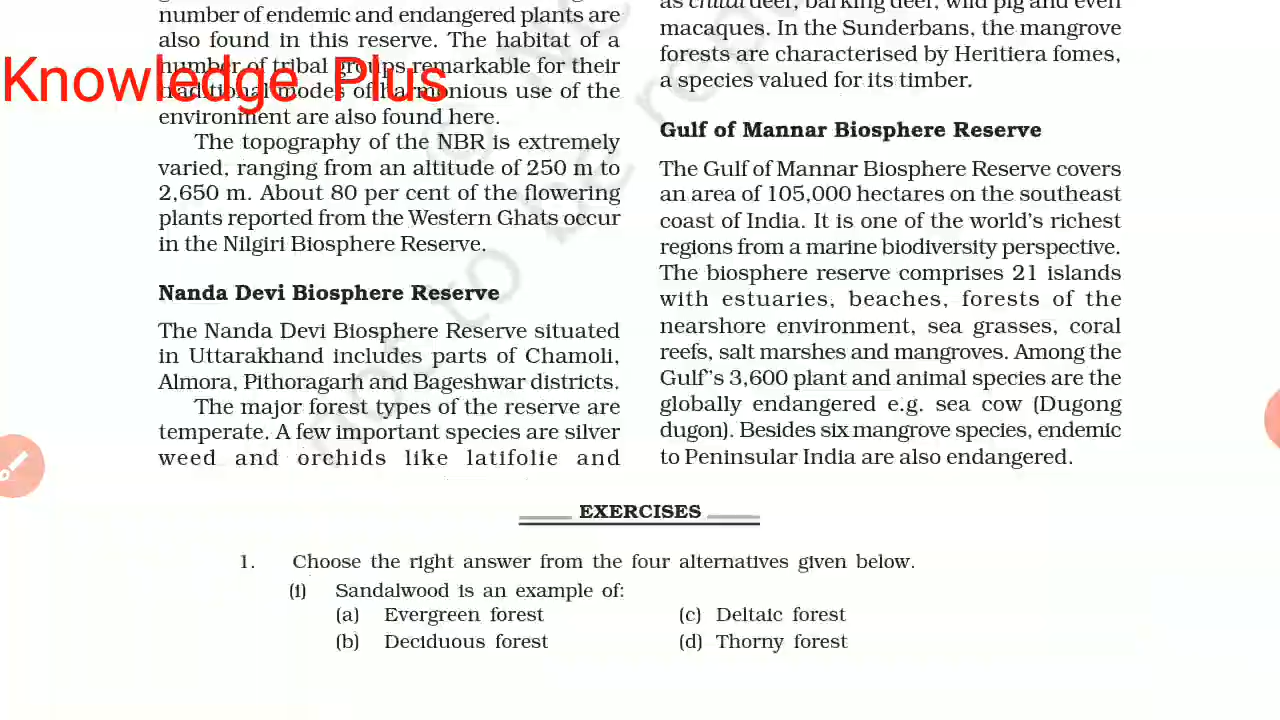 number of endemic and endangered plants are
also found in this reserve. The habitat of a
number of tribal groups remarkable for their
traditional modes of harmonious use of the
environment are also found here.
The topography of the NBR is extremely
varied, ranging from an altitude of 250 m to
2,650 m. About 80 per cent of the flowering
plants reported from the Western Ghats occur
in the Nilgiri Biosphere Reserve.
Nanda Devi Biosphere Reserve
The Nanda Devi Biosphere Reserve situated
in Uttarakhand includes parts of Chamoli,
Almora, Pithoragarh and Bageshwar districts.
The major forest types of the reserve are
temperate. A few important species are silver
weed and orchids like latifolie and
as chital deer, barking deer, wild pig and even
macaques. In the Sunderbans, the mangrove
forests are characterised by Heritiera fomes,
a species valued for its timber.
Gulf of Mannar Biosphere Reserve
The Gulf of Mannar Biosphere Reserve covers
an area of 105,000 hectares on the southeast
coast of India. It is one of the world's richest
regions from a marine biodiversity perspective.
The biosphere reserve comprises 21 islands
with estuaries, beaches, forests of the
nearshore environment, sea grasses, coral
reefs, salt marshes and mangroves. Among the
Gulf's 3,600 plant and animal species are the
globally endangered e.g. sea cow (Dugong
dugon). Besides six mangrove species, endemic
to Peninsular India are also endangered.
Knowledge Plus
not to be
EXERCISES
1. Choose the right answer from the four alternatives given below.
(i) Sandalwood is an example of:
(a) Evergreen forest (c) Deltaic forest
(b) Deciduous forest (d) Thorny forest